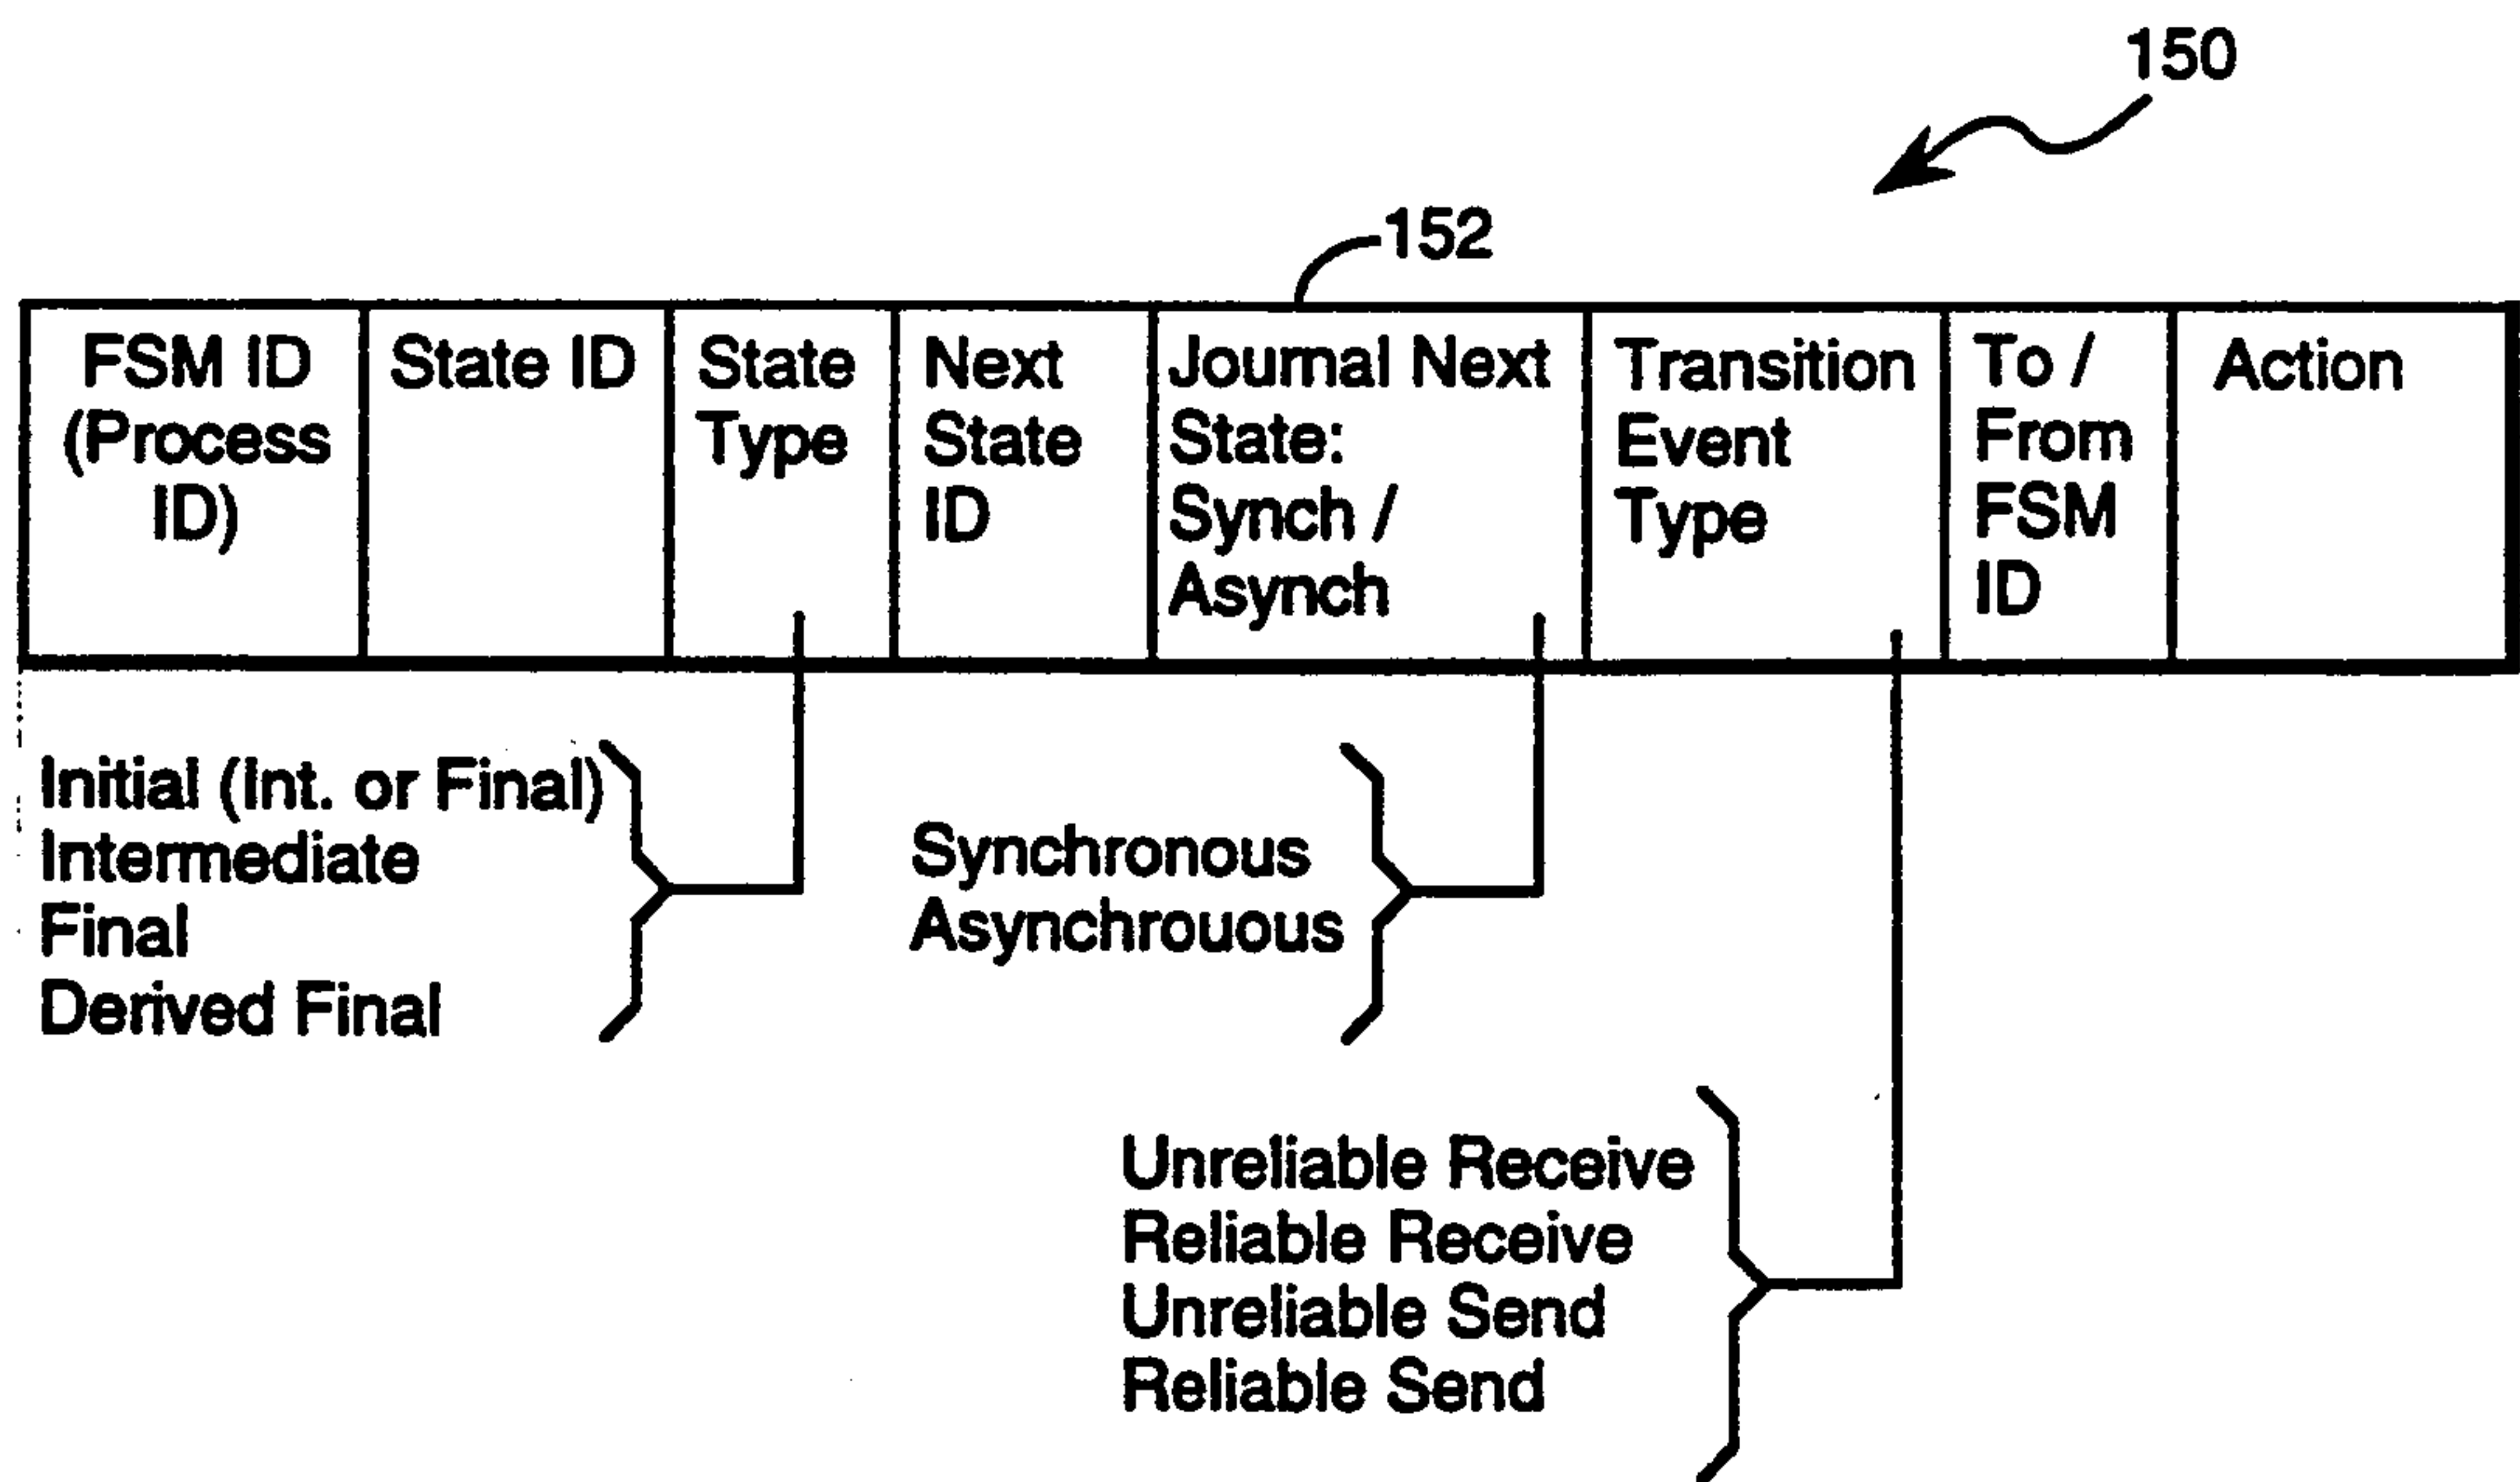 150
152
FSM ID
(Process
ID)
State ID
State
Type
Next
State
ID
Journal Next
State:
Synch /
Asynch
Transition
Event
Type
To /
From
FSM
ID
Action
Initial (Int. or Final)
Intermediate
Final
Derived Final
Synchronous
Asynchrouous
Unreliable Receive
Reliable Receive
Unreliable Send
Reliable Send